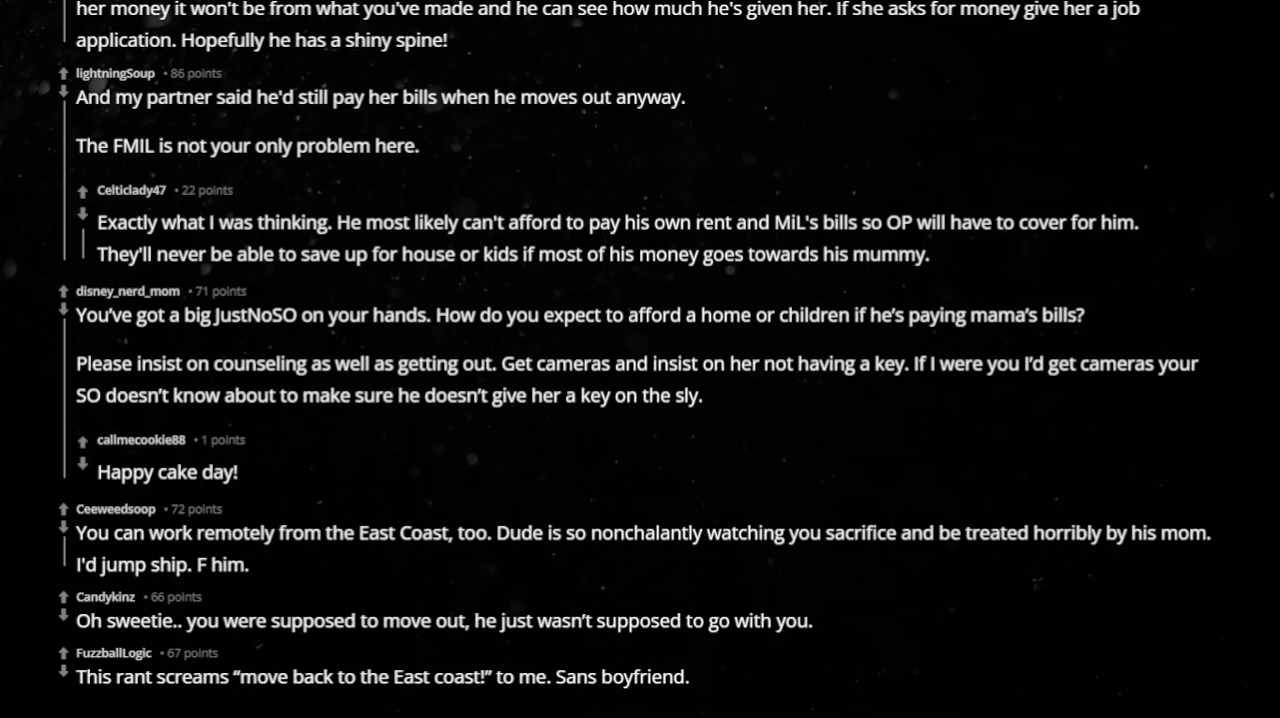 her money it won't be from what you've made and he can see how much he's given her. If she asks for money give her a job
application. Hopefully he has a shiny spine!
lightningSoup • 86 points
And my partner said he'd still pay her bills when he moves out anyway.
The FMIL is not your only problem here.
Celticlady47 • 22 points
Exactly what I was thinking. He most likely can't afford to pay his own rent and MiL's bills so OP will have to cover for him.
They'll never be able to save up for house or kids if most of his money goes towards his mummy.
disney_nerd_mom • 71 points
You’ve got a big JustNoSO on your hands. How do you expect to afford a home or children if he’s paying mama’s bills?
Please insist on counseling as well as getting out. Get cameras and insist on her not having a key. If I were you I’d get cameras your
SO doesn’t know about to make sure he doesn’t give her a key on the sly.
callmecookie88 • 1 points
Happy cake day!
Ceeweedsoop • 72 points
You can work remotely from the East Coast, too. Dude is so nonchalantly watching you sacrifice and be treated horribly by his mom.
I'd jump ship. F him.
Candykinz • 66 points
Oh sweetie.. you were supposed to move out, he just wasn’t supposed to go with you.
FuzzballLogic • 67 points
This rant screams “move back to the East coast!” to me. Sans boyfriend.